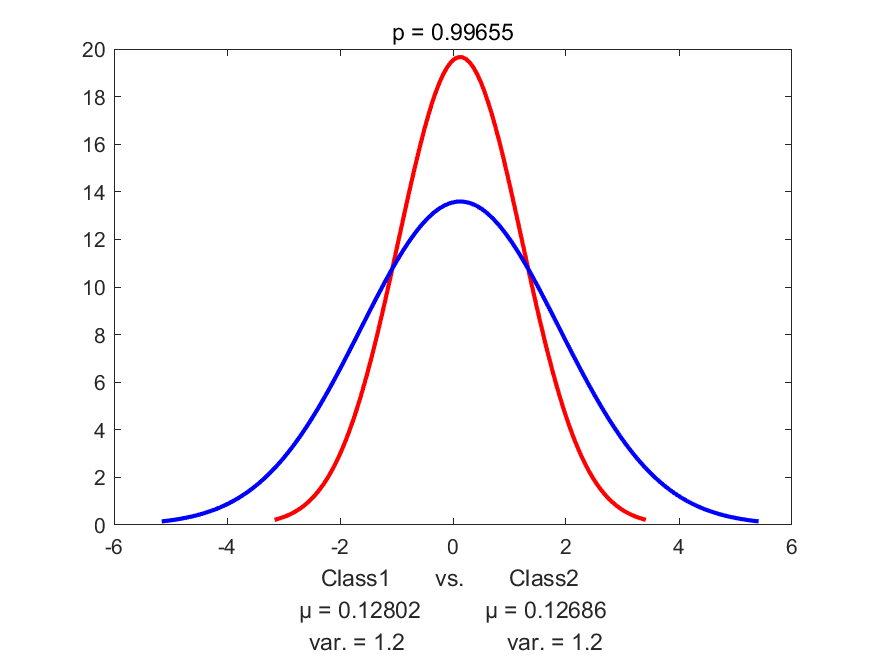 p = 0.99655
20
18
16
14
12
10
8
6
4
2
0
-6 -4 -2 0 2 4 6
Class1 vs. Class2
μ = 0.12802 μ = 0.12686
var. = 1.2 var. = 1.2